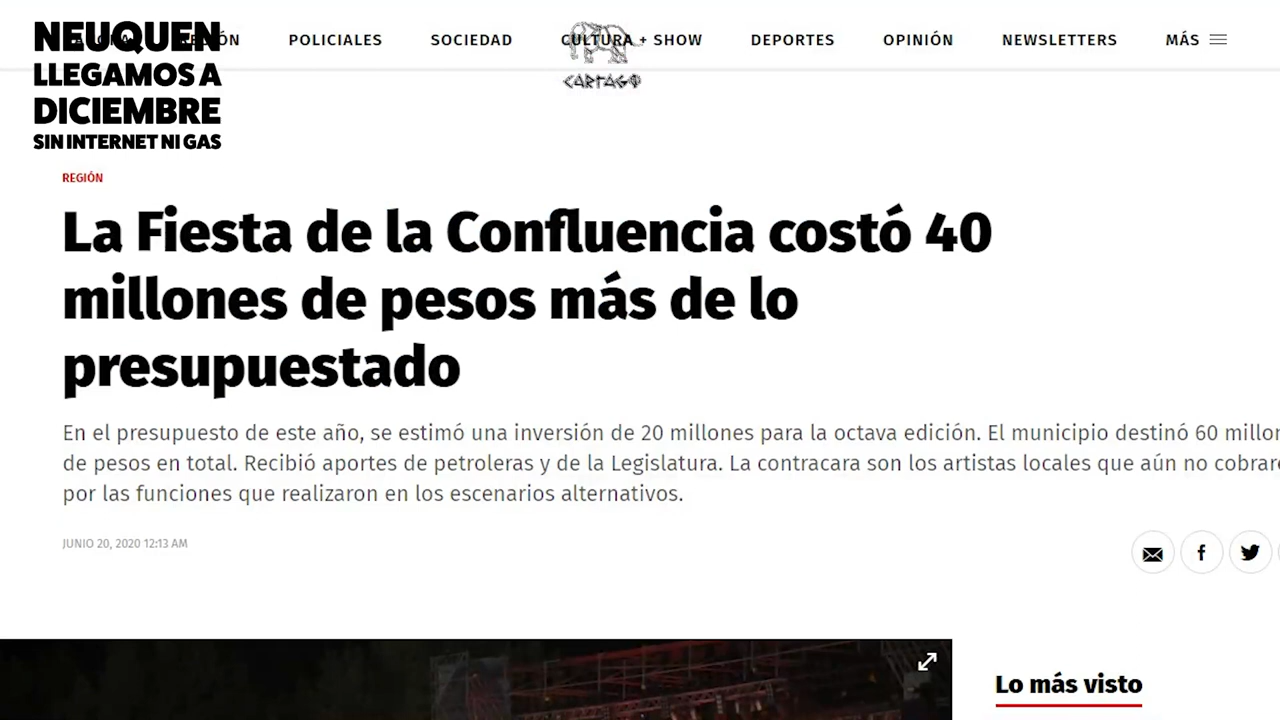 NEUQUEN
LLEGAMOS A
DICIEMBRE
SIN INTERNET NI GAS
POLICIALES SOCIEDAD CULTURA + SHOW DEPORTES OPINIÓN NEWSLETTERS MÁS
CARTAGO
REGIÓN
La Fiesta de la Confluencia costó 40
millones de pesos más de lo
presupuestado
En el presupuesto de este año, se estimó una inversión de 20 millones para la octava edición. El municipio destinó 60
de pesos en total. Recibió aportes de petroleras y de la Legislatura. La contracara son los artistas locales que aún no
por las funciones que realizaron en los escenarios alternativos.
JUNIO 20, 2020 12:13 AM
Lo más visto